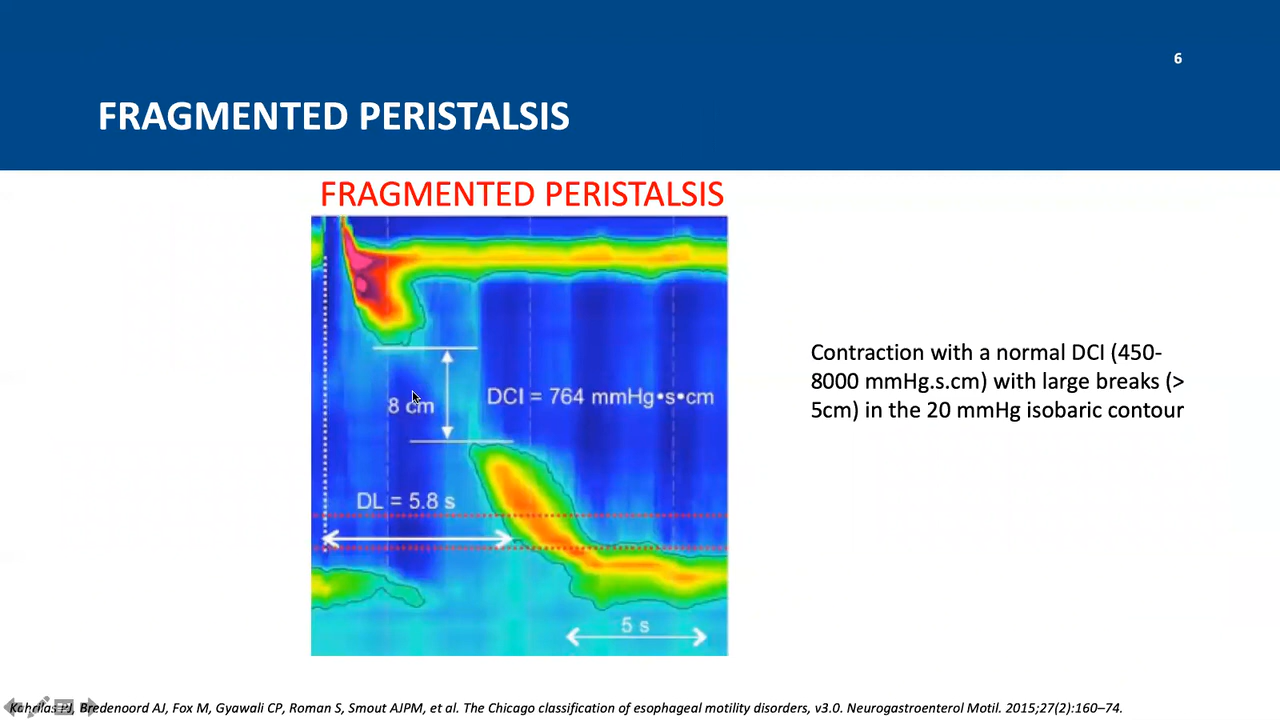 6
FRAGMENTED PERISTALSIS
FRAGMENTED PERISTALSIS
8 cm
DCI = 764 mmHg•s•cm
DL = 5.8 s
5 s
Contraction with a normal DCI (450-
8000 mmHg.s.cm) with large breaks (>
5cm) in the 20 mmHg isobaric contour
Bredenoord AJ, Fox M, Gyawali CP, Roman S, Smout AJPM, et al. The Chicago classification of esophageal motility disorders, v3.0. Neurogastroenterol Motil. 2015;27(2):160–74.